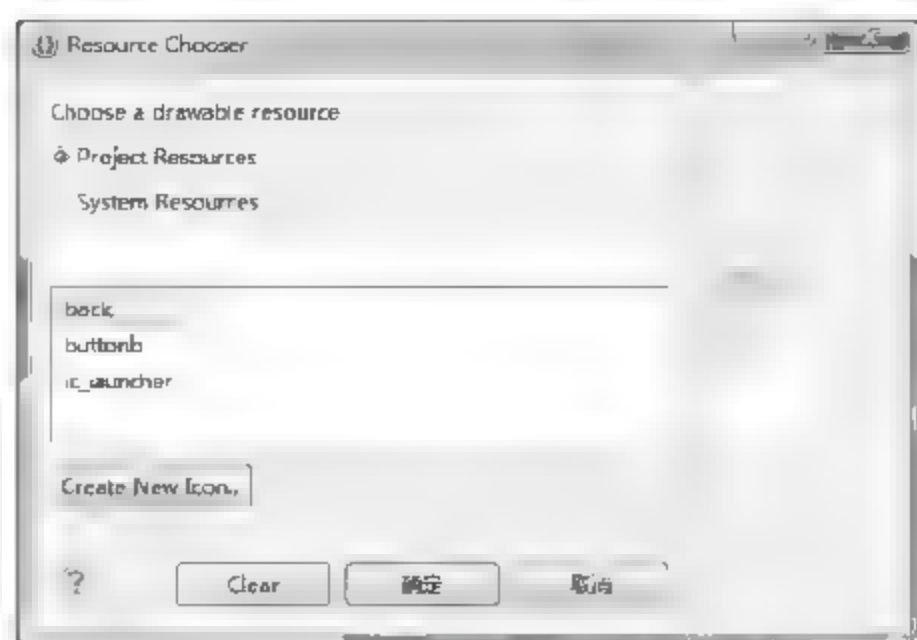 Resource Chooser
Choose a drawable resource
Project Resources
System Resources
back
buttonb
ic_launcher
Create New Icon...
?
Clear 确定 取消